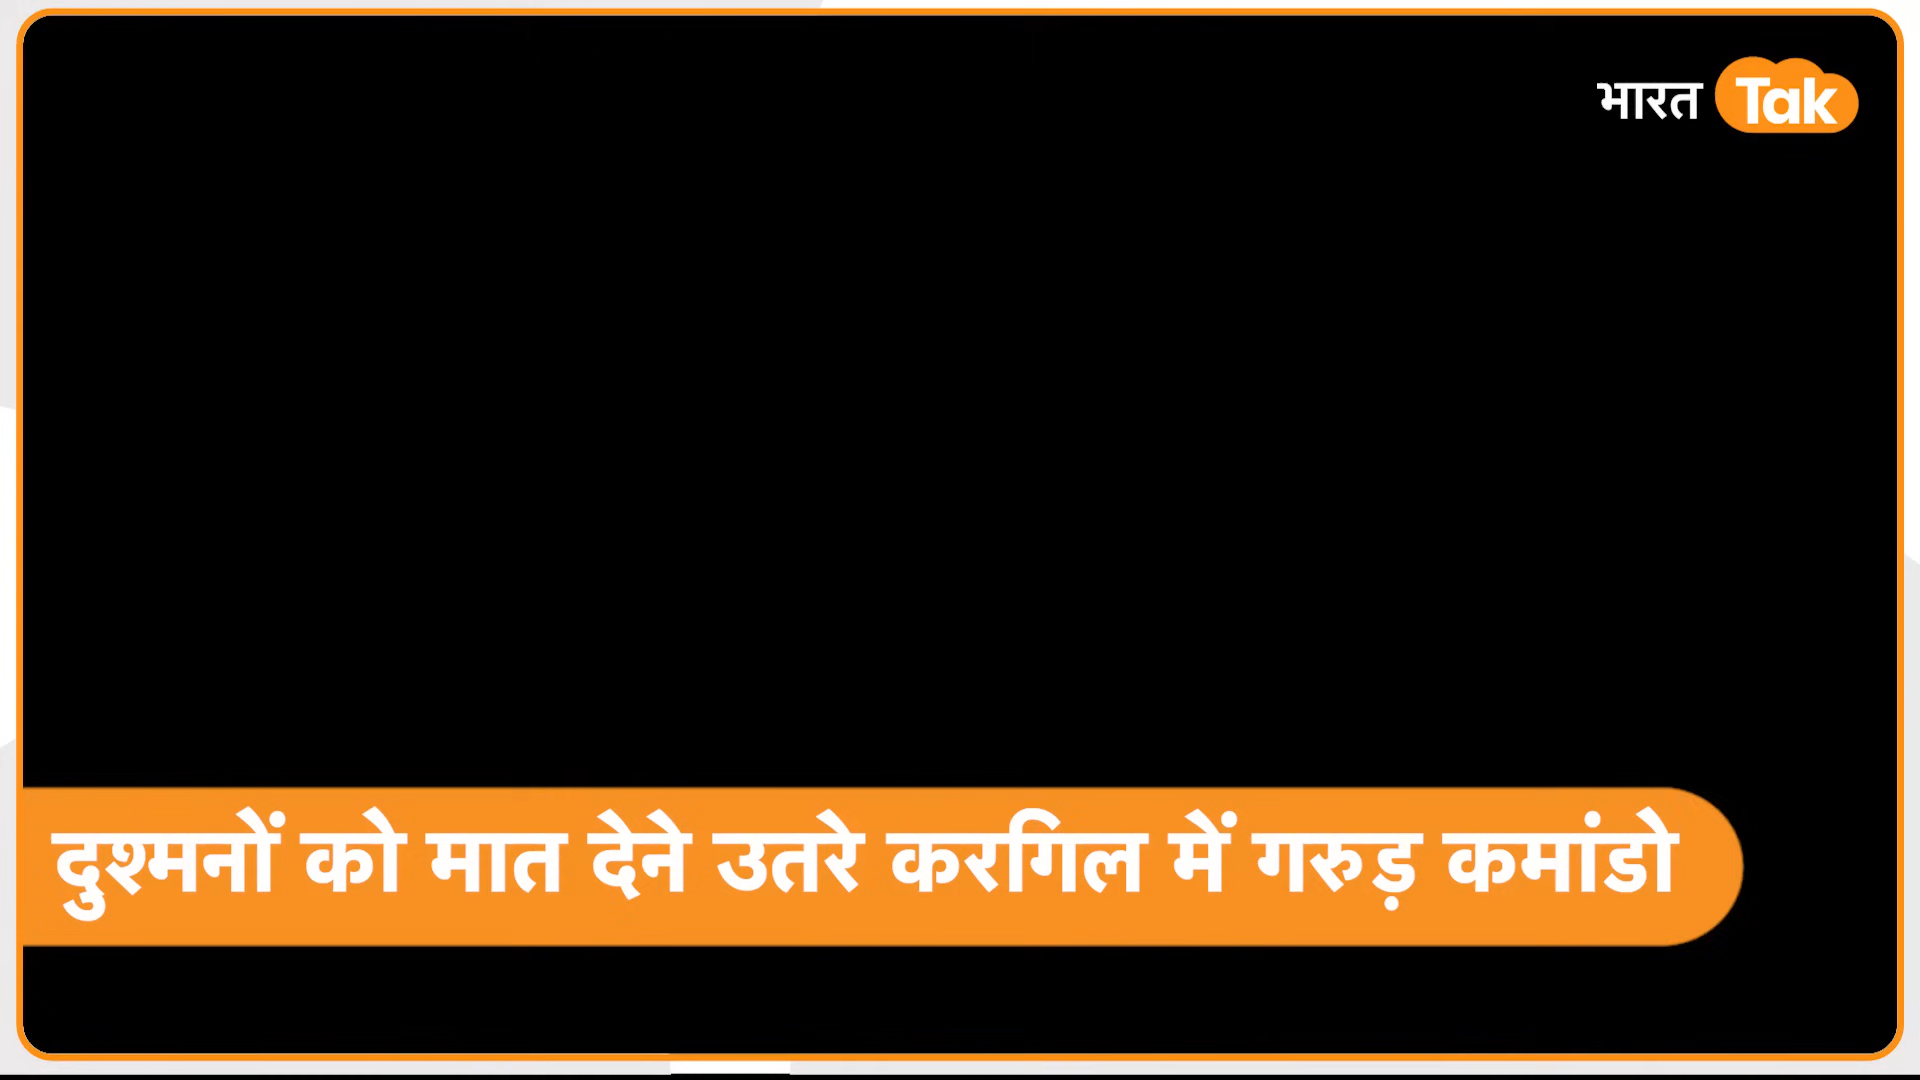 भारत Tak
दुश्मनों को मात देने उतरे करगिल में गरुड़ कमांडो